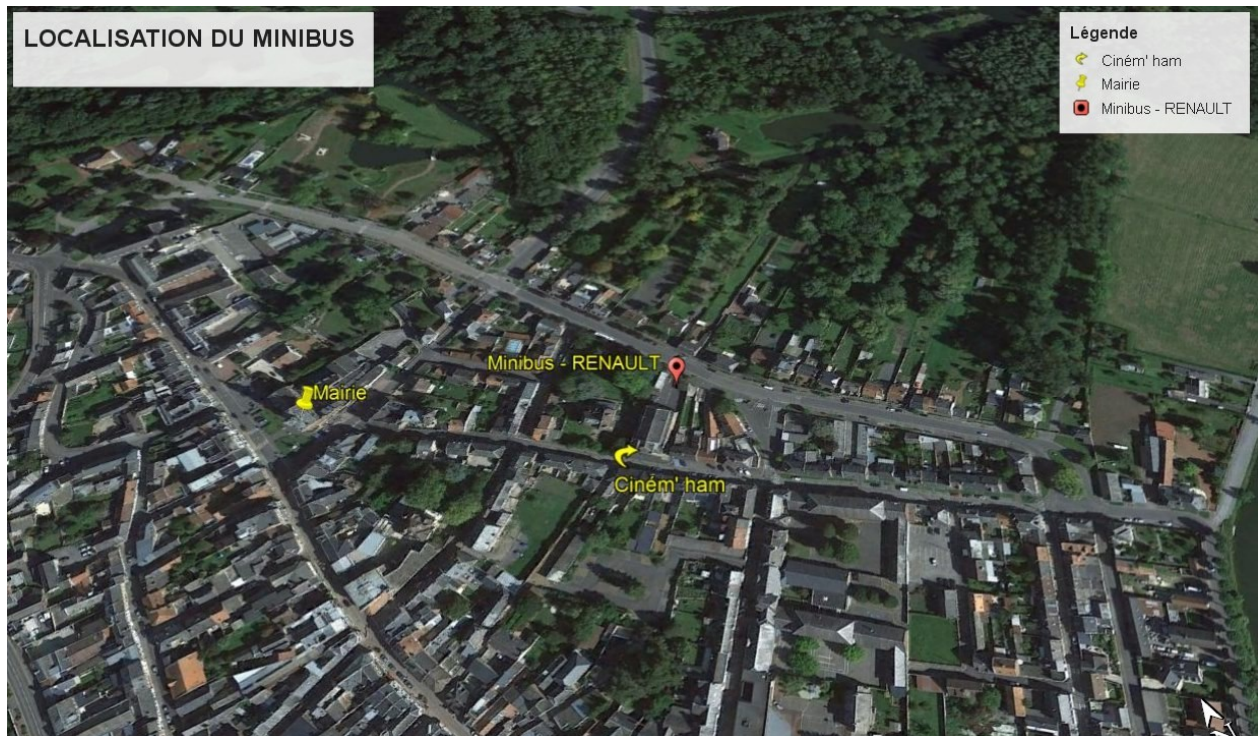 LOCALISATION DU MINIBUS
Légende
Ciném' ham
Mairie
Minibus - RENAULT
Minibus - RENAULT
Mairie
Ciném' ham